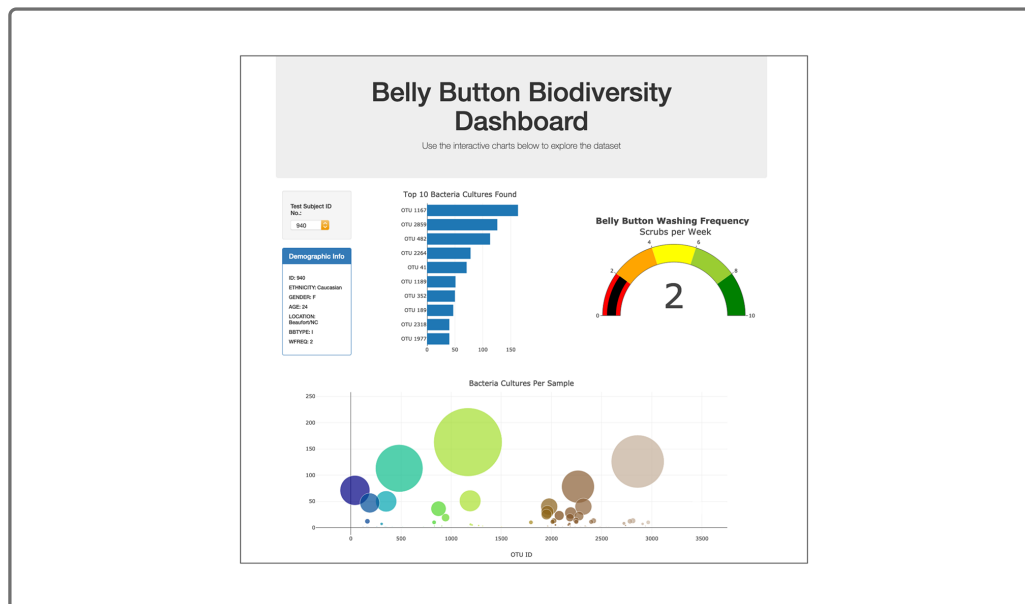 Belly Button Biodiversity
Dashboard
Use the interactive charts below to explore the dataset
Test Subject ID
No.:
940
Demographic Info
ID: 940
ETHNICITY: Caucasian
GENDER: F
AGE: 24
LOCATION:
Beaufort/NC
BBTYPE: I
WFREQ: 2
Top 10 Bacteria Cultures Found
OTU 1167
OTU 2859
OTU 482
OTU 2264
OTU 41
OTU 1189
OTU 352
OTU 189
OTU 2318
OTU 1977
0 50 100 150
Belly Button Washing Frequency
Scrubs per Week
0 2 4 6 8 10
2
Bacteria Cultures Per Sample
250
200
150
100
50
0
0 500 1000 1500 2000 2500 3000 3500
OTU ID